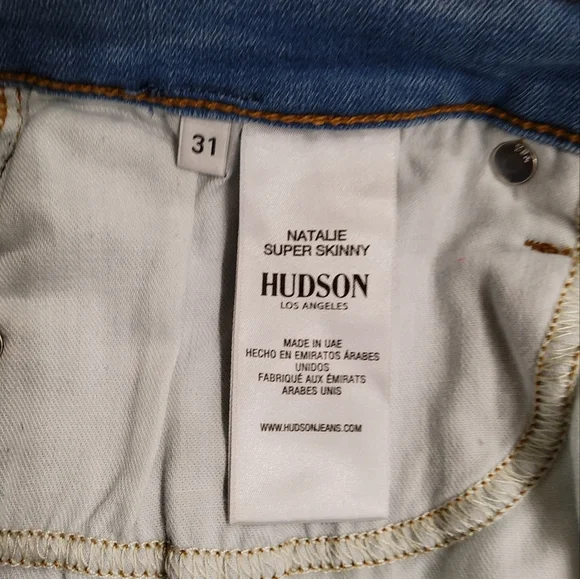 31
NATALIE
SUPER SKINNY
HUDSON
LOS ANGELES
MADE IN UAE
HECHO EN EMIRATOS ÁRABES
UNIDOS
FABRIQUÉ AUX ÉMIRATS
ARABES UNIS
WWW.HUDSONJEANS.COM